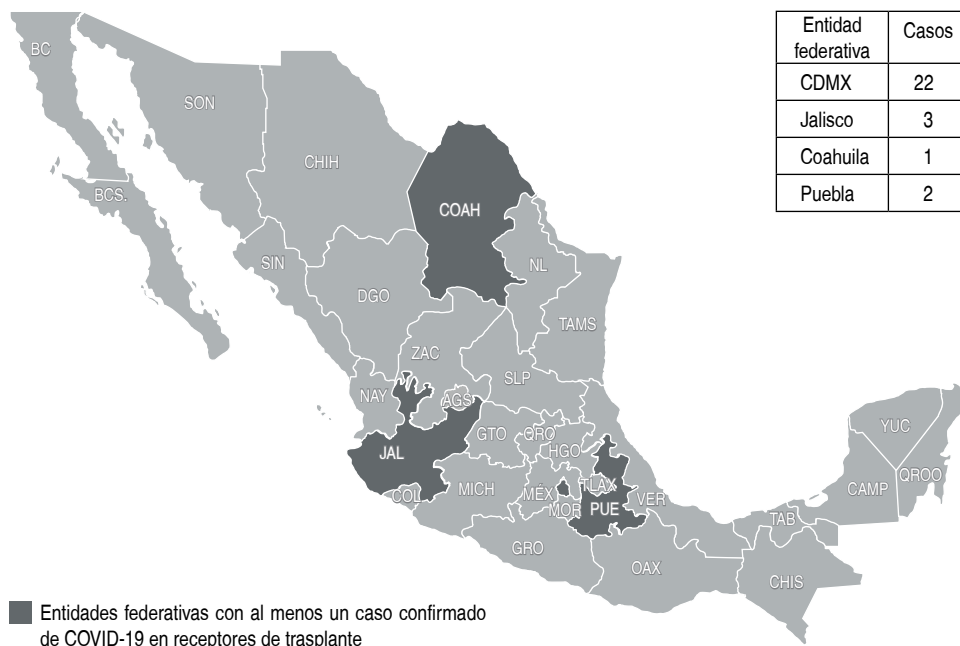 Entidad federativa Casos
CDMX 22
Jalisco 3
Coahuila 1
Puebla 2
BC
SON
CHIH
BCS.
COAH
SIN
NL
DGO
TAMS
ZAC
SLP
NAY
AGS
GTO
QRO
HGO
YUC
JAL
QROO
CAMP
COL
MICH
MÉX
TLAX
VER
MOR
PUE
TAB
GRO
OAX
CHIS
Entidades federativas con al menos un caso confirmado
de COVID-19 en receptores de trasplante